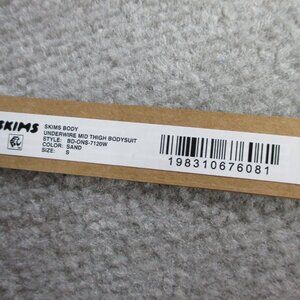 SKIMS
SKIMS BODY
UNDERWIRE MID THIGH BODYSUIT
STYLE: BD-ONS-7120W
COLOR: SAND
SIZE: S
198310676081